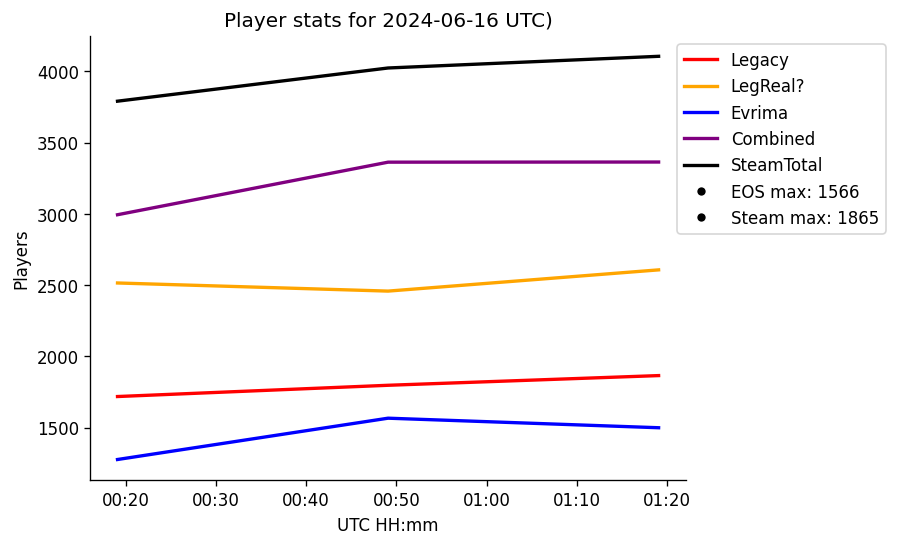 Player stats for 2024-06-16 UTC)
4000
3500
3000
2500
2000
1500
Players
00:20 00:30 00:40 00:50 01:00 01:10 01:20
UTC HH:mm
Legacy
LegReal?
Evrima
Combined
SteamTotal
EOS max: 1566
Steam max: 1865